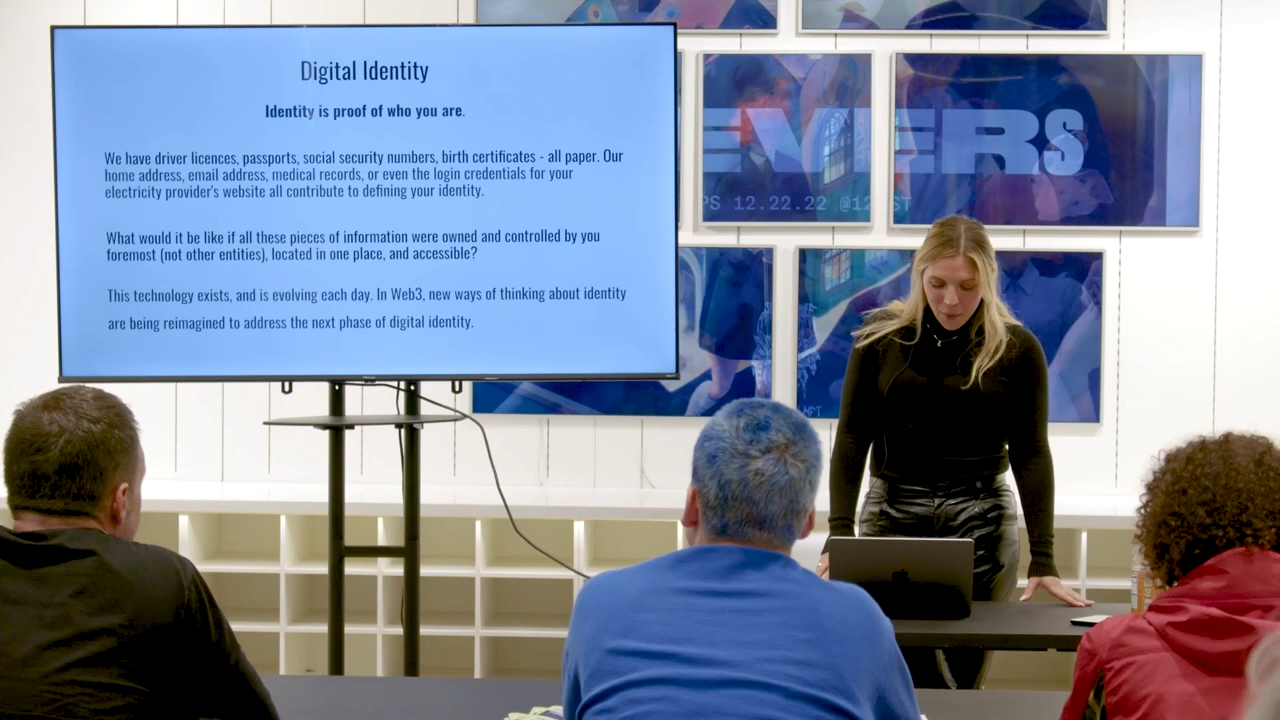 Digital Identity
Identity is proof of who you are.
We have driver licences, passports, social security numbers, birth certificates - all paper. Our
home address, email address, medical records, or even the login credentials for your
electricity provider's website all contribute to defining your identity.
What would it be like if all these pieces of information were owned and controlled by you
foremost (not other entities), located in one place, and accessible?
This technology exists, and is evolving each day. In Web3, new ways of thinking about identity
are being reimagined to address the next phase of digital identity.
EVERS
PS 12.22.22 @12 ST